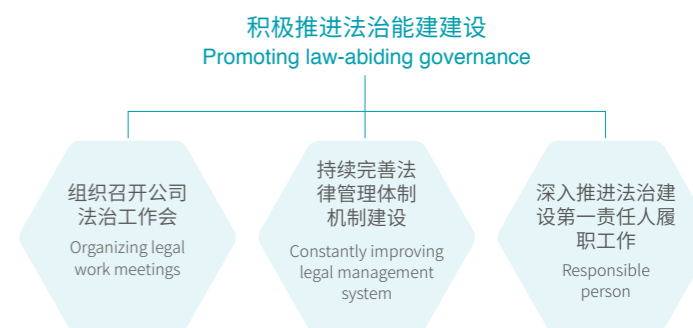 积极推进法治能建建设
Promoting law-abiding governance
组织召开公司
法治工作会
Organizing legal
work meetings
持续完善法
律管理体制
机制建设
Constantly improving
legal management
system
深入推进法治建
设第一责任人履
职工作
Responsible
person